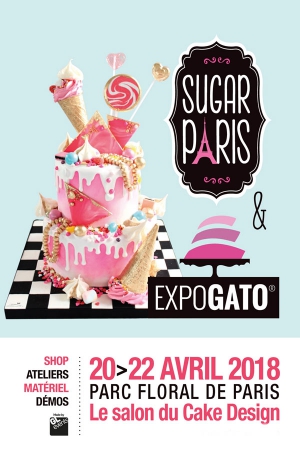 SUGAR
PARIS
&
EXPOGATO®
SHOP
ATELIERS
MATÉRIEL
DÉMOS
20>22 AVRIL 2018
PARC FLORAL DE PARIS
Le salon du Cake Design